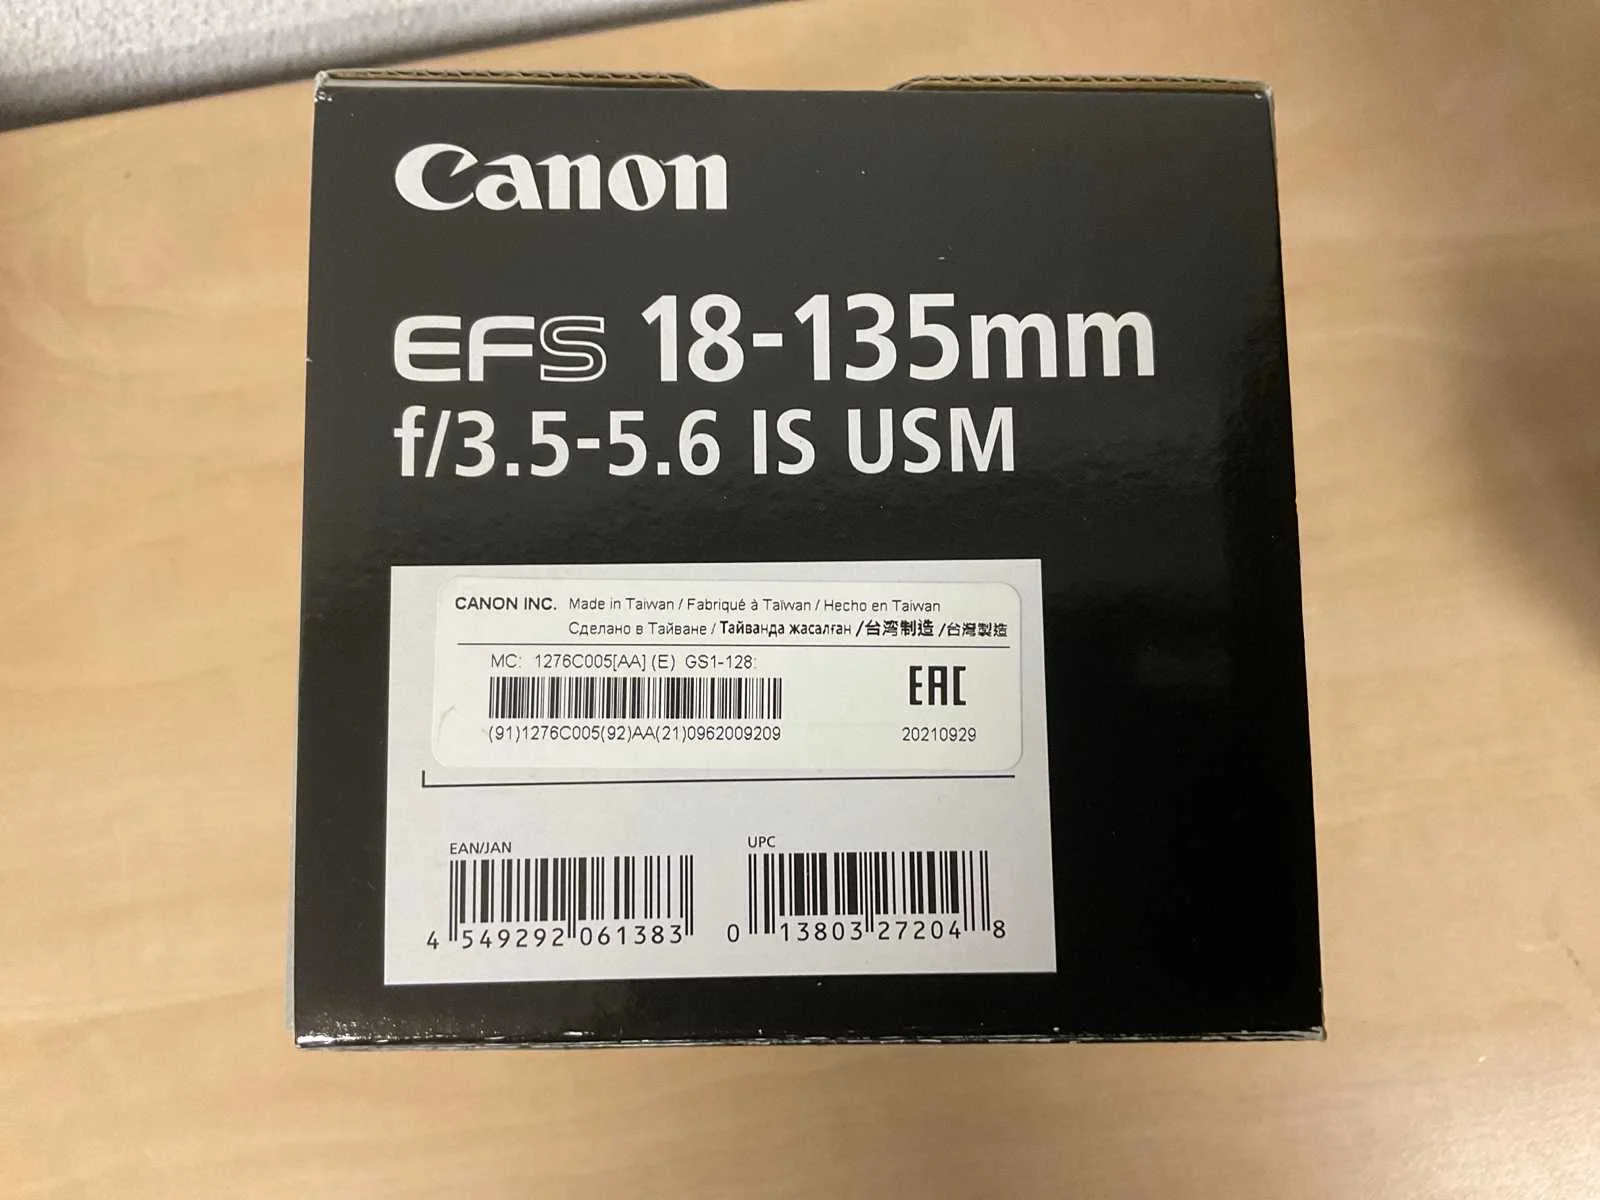 Canon
EFS 18-135mm
f/3.5-5.6 IS USM
CANON INC. Made in Taiwan / Fabriqué à Taïwan / Hecho en Taiwan
Сделано в Тайване / Тайванда жасалған /台湾制造 /台灣製造
MC: 1276C005[AA] (E) GS1-128:
(91)1276C005(92)AA(21)0962009209
EAC
20210929
EAN/JAN
4 549292 061383
UPC
0 13803 27204 8